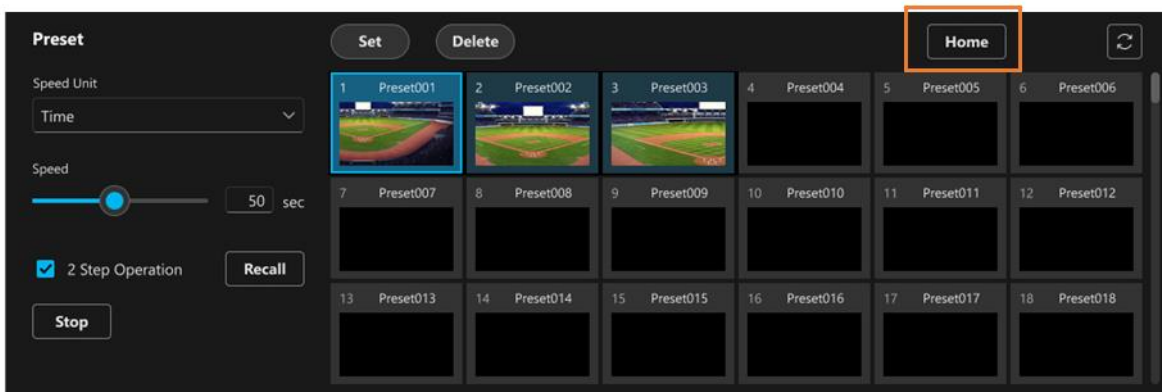 Preset
Set
Delete
Home
Speed Unit
Time
Speed
50 sec
2 Step Operation
Recall
Stop
1 Preset001
2 Preset002
3 Preset003
4 Preset004
5 Preset005
6 Preset006
7 Preset007
8 Preset008
9 Preset009
10 Preset010
11 Preset011
12 Preset012
13 Preset013
14 Preset014
15 Preset015
16 Preset016
17 Preset017
18 Preset018